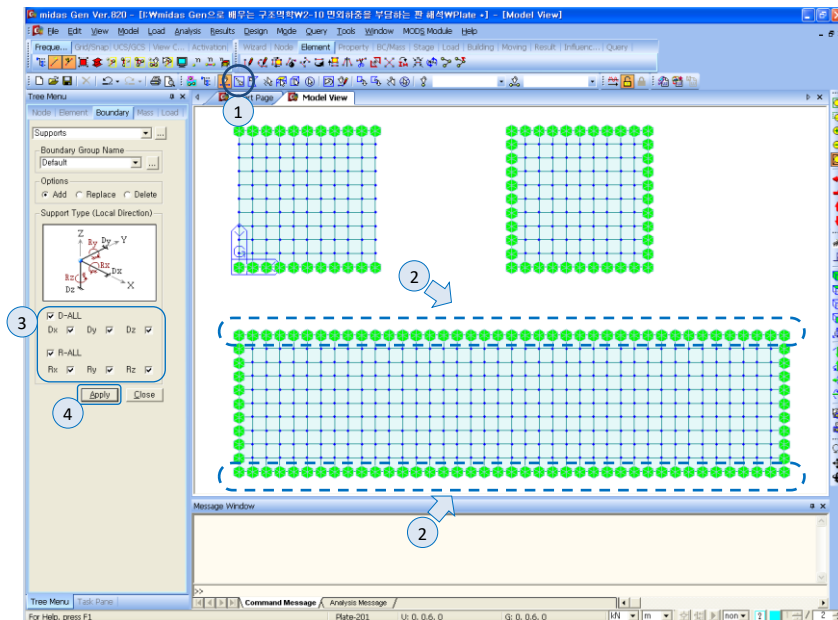 midas Gen Ver.820 - [I:₩midas Gen으로 배우는 구조역학₩2-10 면외하중을 부담하는 판 해석₩Plate *] - [Model View]
File Edit View Model Load Analysis Results Design Mode Query Tools Window MODS Module Help
Freque... Grid/Snap UCS/GCS View C... Activation Wizard Node Element Property BC/Mass Stage Load Building Moving Result Influenc... Query
Tree Menu
Page
Model View
1
Node Element Boundary Mass Load
Supports
Boundary Group Name
Default
Options
Add Replace Delete
Support Type (Local Direction)
Z
Ry Dy Y
Rx
Rz Dx
Dz X
2
3
D-ALL
Dx Dy Dz
R-ALL
Rx Ry Rz
Apply Close
4
2
Message Window
>>
Tree Menu Task Pane
Command Message Analysis Message
For Help, press F1
Plate-201
U: 0, 0.6, 0
G: 0, 0.6, 0
kN m
non
?
2